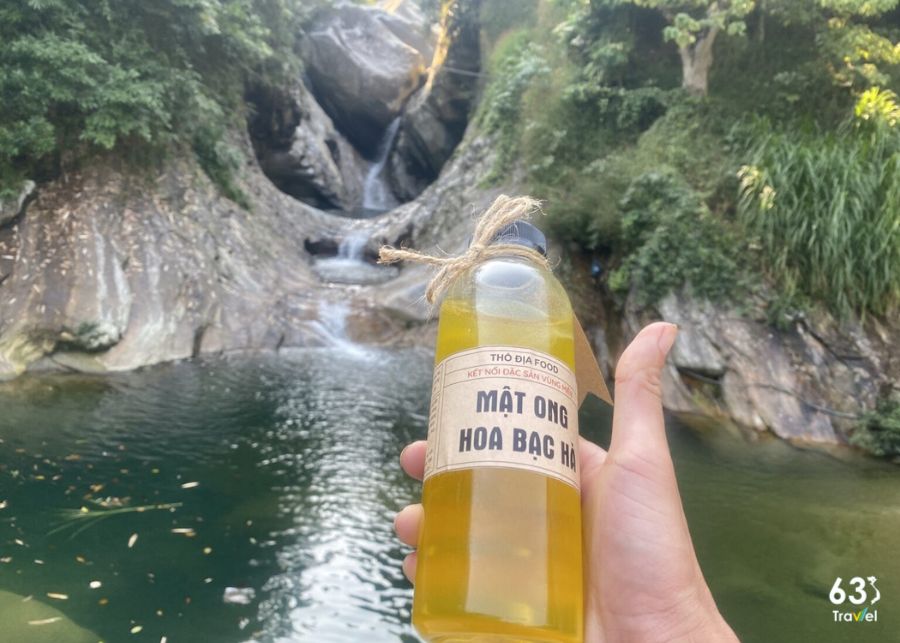 THỔ ĐỊA FOOD
KẾT NỐI ĐẶC SẢN VÙNG
MẬT ONG
HOA BẠC HÀ
63
Travel